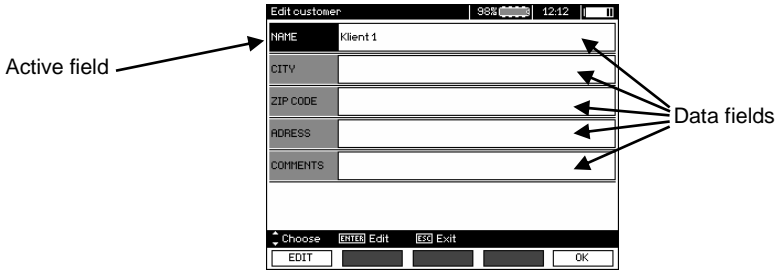 Edit customer 98% 12:12
NAME Klient 1
Active field
CITY
ZIP CODE
Data fields
ADRESS
COMMENTS
Choose ENTER Edit ESC Exit
EDIT OK